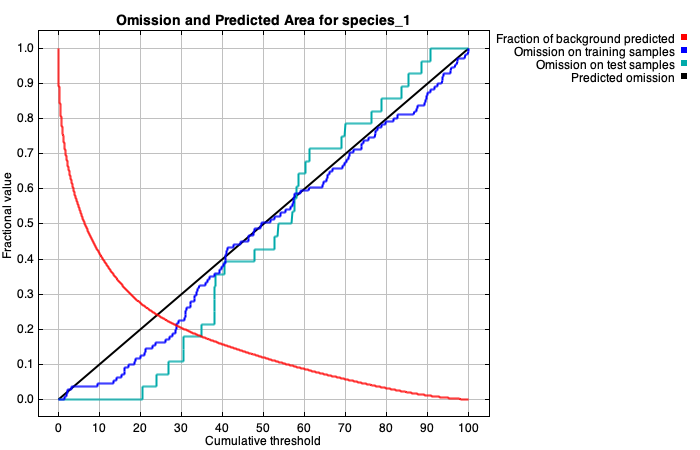 Omission and Predicted Area for species_1
Fraction of background predicted
Omission on training samples
Omission on test samples
Predicted omission
Fractional value
1.0
0.9
0.8
0.7
0.6
0.5
0.4
0.3
0.2
0.1
0.0
0 10 20 30 40 50 60 70 80 90 100
Cumulative threshold